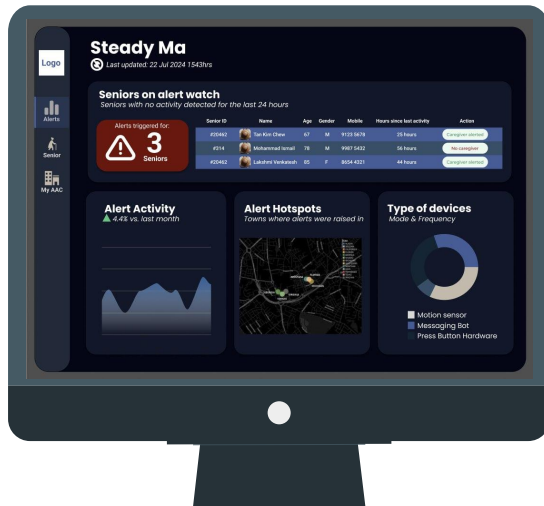 Logo
Steady Ma
Last updated: 22 Jul 2024 1543hrs
Alerts
Senior
My AAC
Seniors on alert watch
Seniors with no activity detected for the last 24 hours
Alerts triggered for:
3
Seniors
Senior ID Name Age Gender Mobile Hours since last activity Action
#20462 Tan Kim Chew 67 M 9123 5678 25 hours Caregiver alerted
#314 Mohammad Ismail 78 M 9987 5432 56 hours No caregiver
#20462 Lakshmi Venkatesh 85 F 8654 4321 44 hours Caregiver alerted
Alert Activity
4.4% vs. last month
Alert Hotspots
Towns where alerts were raised in
Type of devices
Mode & Frequency
Motion sensor
Messaging Bot
Press Button Hardware